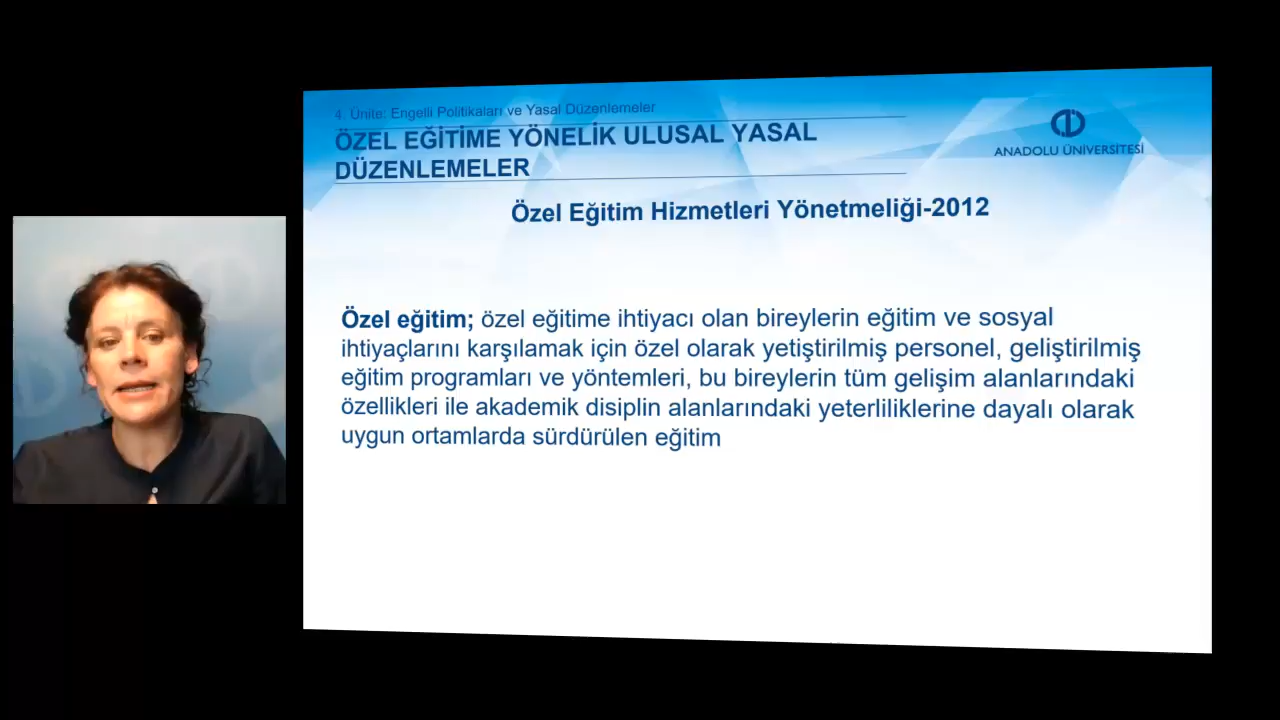 4. Ünite: Engelli Politikaları ve Yasal Düzenlemeler
ÖZEL EĞİTİME YÖNELİK ULUSAL YASAL
DÜZENLEMELER
ANADOLU ÜNİVERSİTESİ
Özel Eğitim Hizmetleri Yönetmeliği-2012
Özel eğitim; özel eğitime ihtiyacı olan bireylerin eğitim ve sosyal
ihtiyaçlarını karşılamak için özel olarak yetiştirilmiş personel, geliştirilmiş
eğitim programları ve yöntemleri, bu bireylerin tüm gelişim alanlarındaki
özellikleri ile akademik disiplin alanlarındaki yeterliliklerine dayalı olarak
uygun ortamlarda sürdürülen eğitim